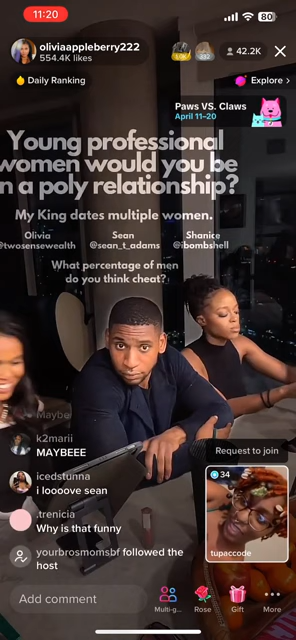 11:20
80
oliviaappleberry222
554.4K likes
42.2K
Daily Ranking
Explore >
Paws VS. Claws
April 11-20
Young professional
women would you be
n a poly relationship?
My King dates multiple women.
Olivia Sean Shanice
@twosensewealth @sean_t_adams @ibombshell
What percentage of men
do you think cheat?
Maybe
k2marii
MAYBEEE
icedstunna
i loooove sean
.trenicia
Why is that funny
yourbrosmomsbf followed the
host
Request to join
34
tupaccode
Add comment
Multi-g...
Rose
Gift
More